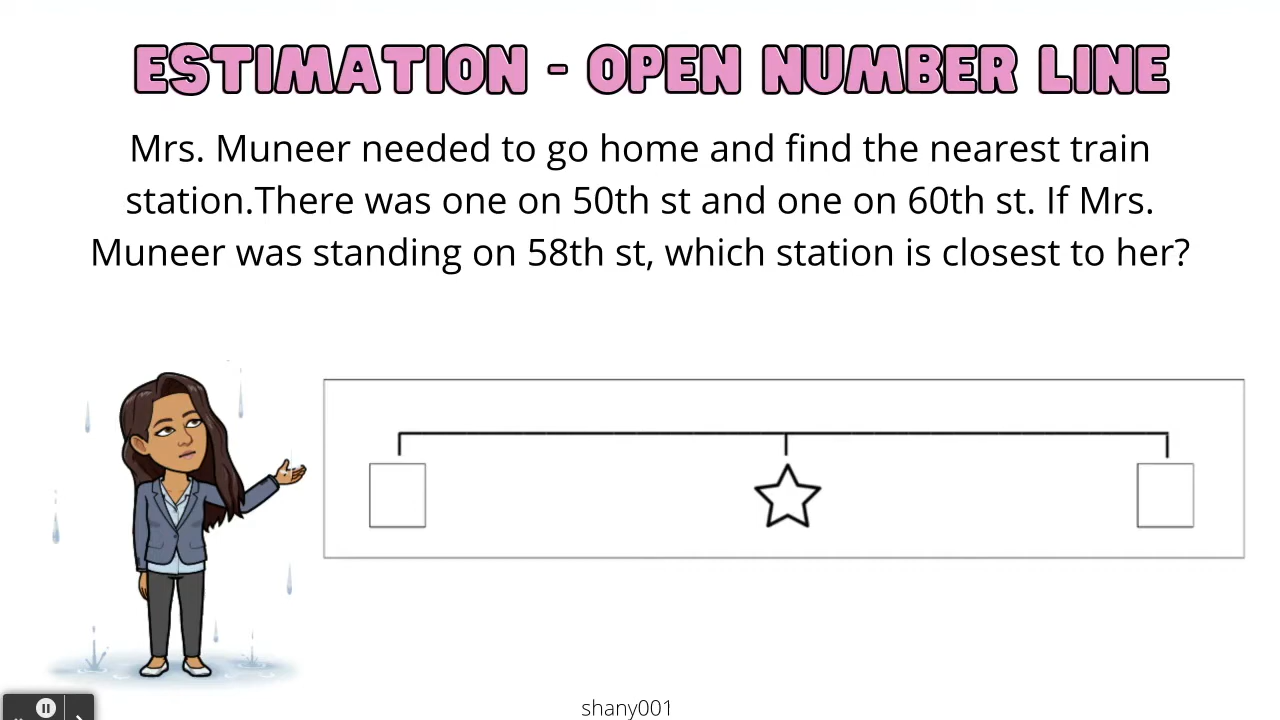 ESTIMATION - OPEN NUMBER LINE
Mrs. Muneer needed to go home and find the nearest train
station.There was one on 50th st and one on 60th st. If Mrs.
Muneer was standing on 58th st, which station is closest to her?
shany001